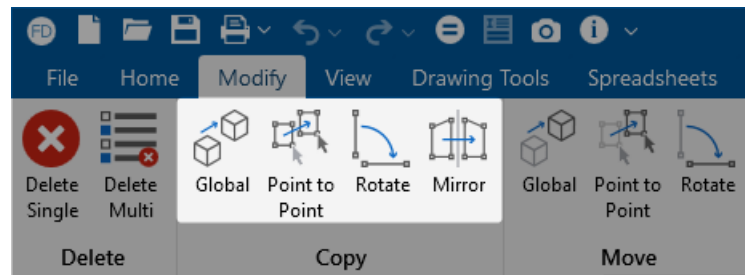 FD
File Home Modify View Drawing Tools Spreadsheets
Delete Single
Delete Multi
Global
Point to Point
Rotate
Mirror
Global
Point to Point
Rotate
Delete Copy Move